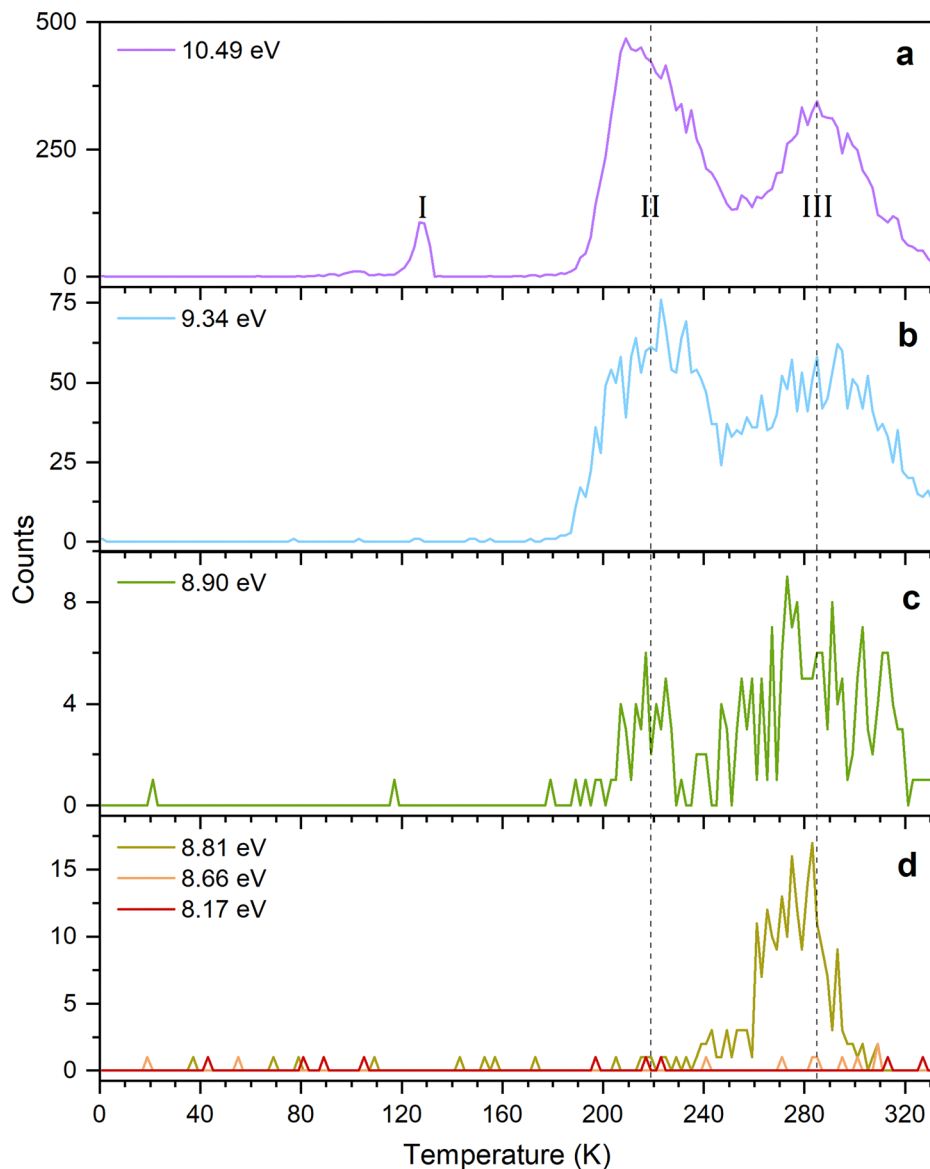 500
10.49 eV
a
250
I
II
III
0
75
9.34 eV
b
50
25
0
8.90 eV
c
8
4
0
8.81 eV
8.66 eV
8.17 eV
d
15
10
5
0
0 40 80 120 160 200 240 280 320
Temperature (K)
Counts